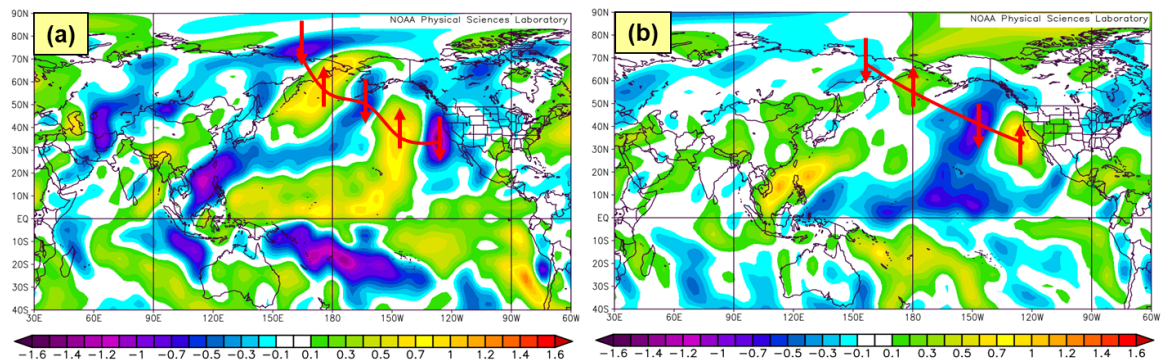 (a)
NOAA Physical Sciences Laboratory
90N
80N
70N
60N
50N
40N
30N
20N
10N
EQ
10S
20S
30S
40S
30E 60E 90E 120E 150E 180 150W 120W 90W 60W
-1.6 -1.4 -1.2 -1 -0.7 -0.5 -0.3 -0.1 0.1 0.3 0.5 0.7 1 1.2 1.4 1.6
(b)
NOAA Physical Sciences Laboratory
90N
80N
70N
60N
50N
40N
30N
20N
10N
EQ
10S
20S
30S
40S
30E 60E 90E 120E 150E 180 150W 120W 90W 60W
-1.6 -1.4 -1.2 -1 -0.7 -0.5 -0.3 -0.1 0.1 0.3 0.5 0.7 1 1.2 1.4 1.6